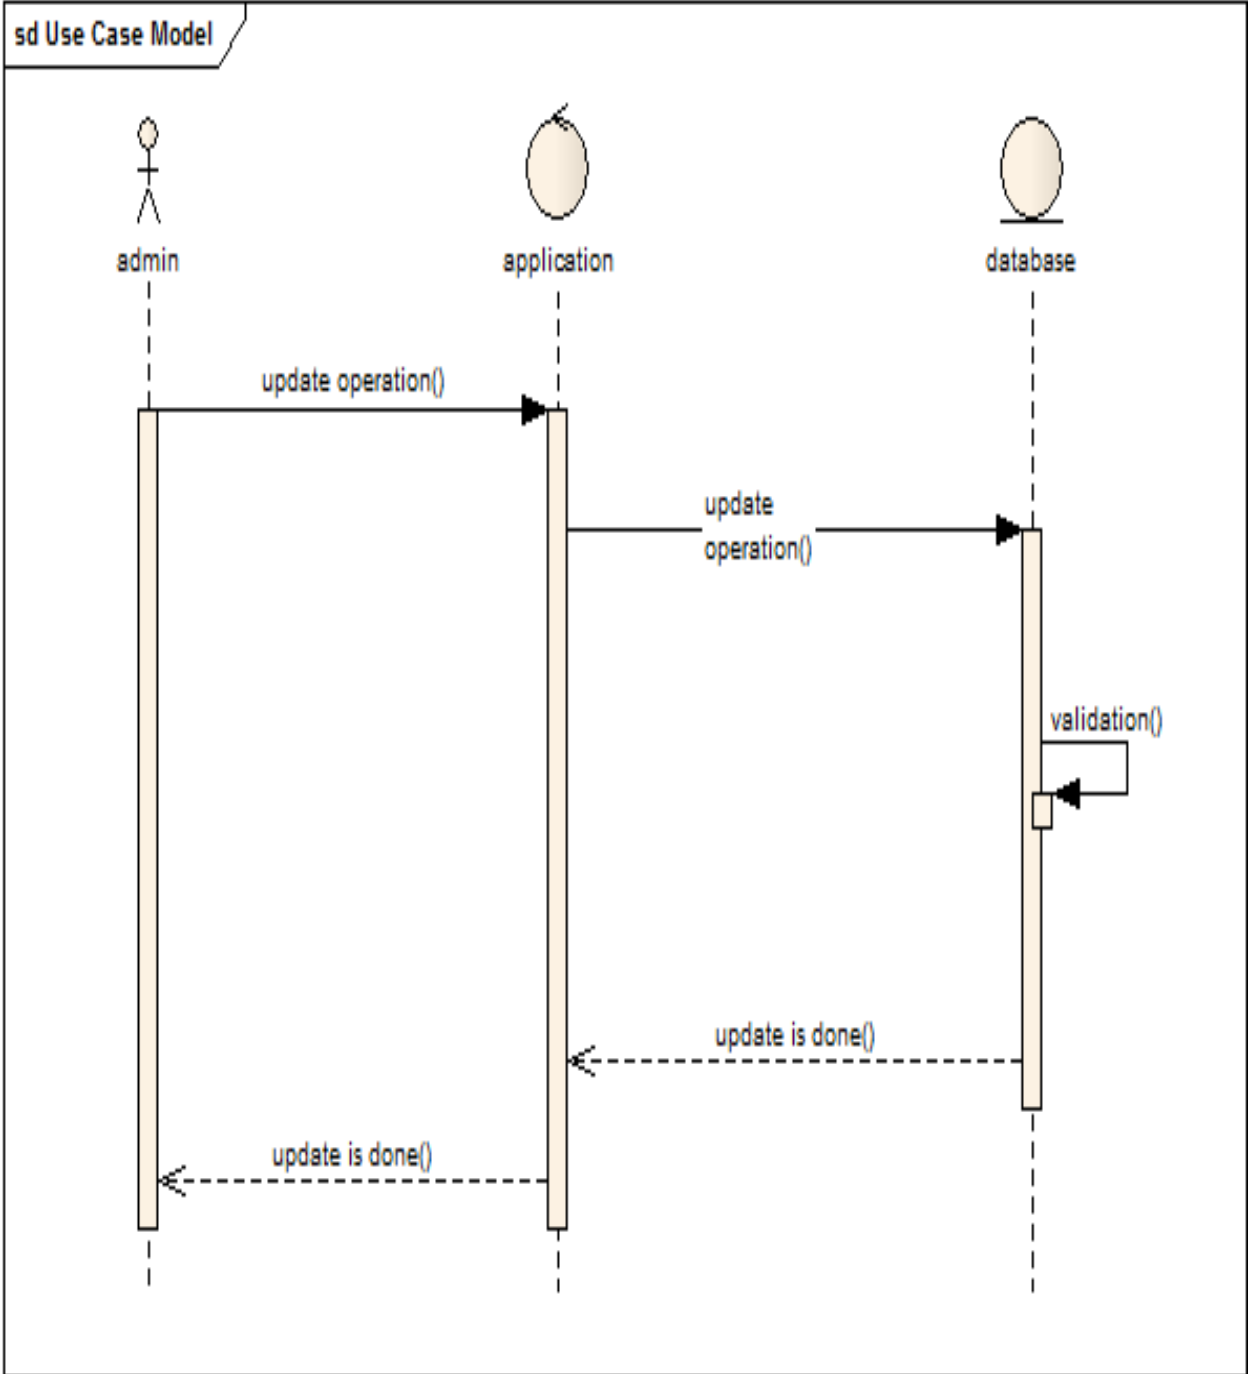 sd Use Case Model
admin
application
database
update operation()
update
operation()
validation()
update is done()
update is done()